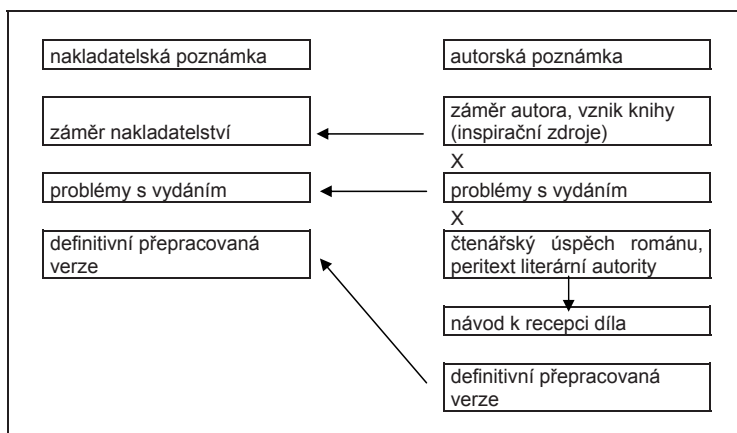 nakladatelská poznámka
autorská poznámka
záměr nakladatelství
záměr autora, vznik knihy
(inspirační zdroje)
X
problémy s vydáním
problémy s vydáním
X
definitivní přepracovaná
verze
čtenářský úspěch románu,
peritext literární autority
návod k recepci díla
definitivní přepracovaná
verze